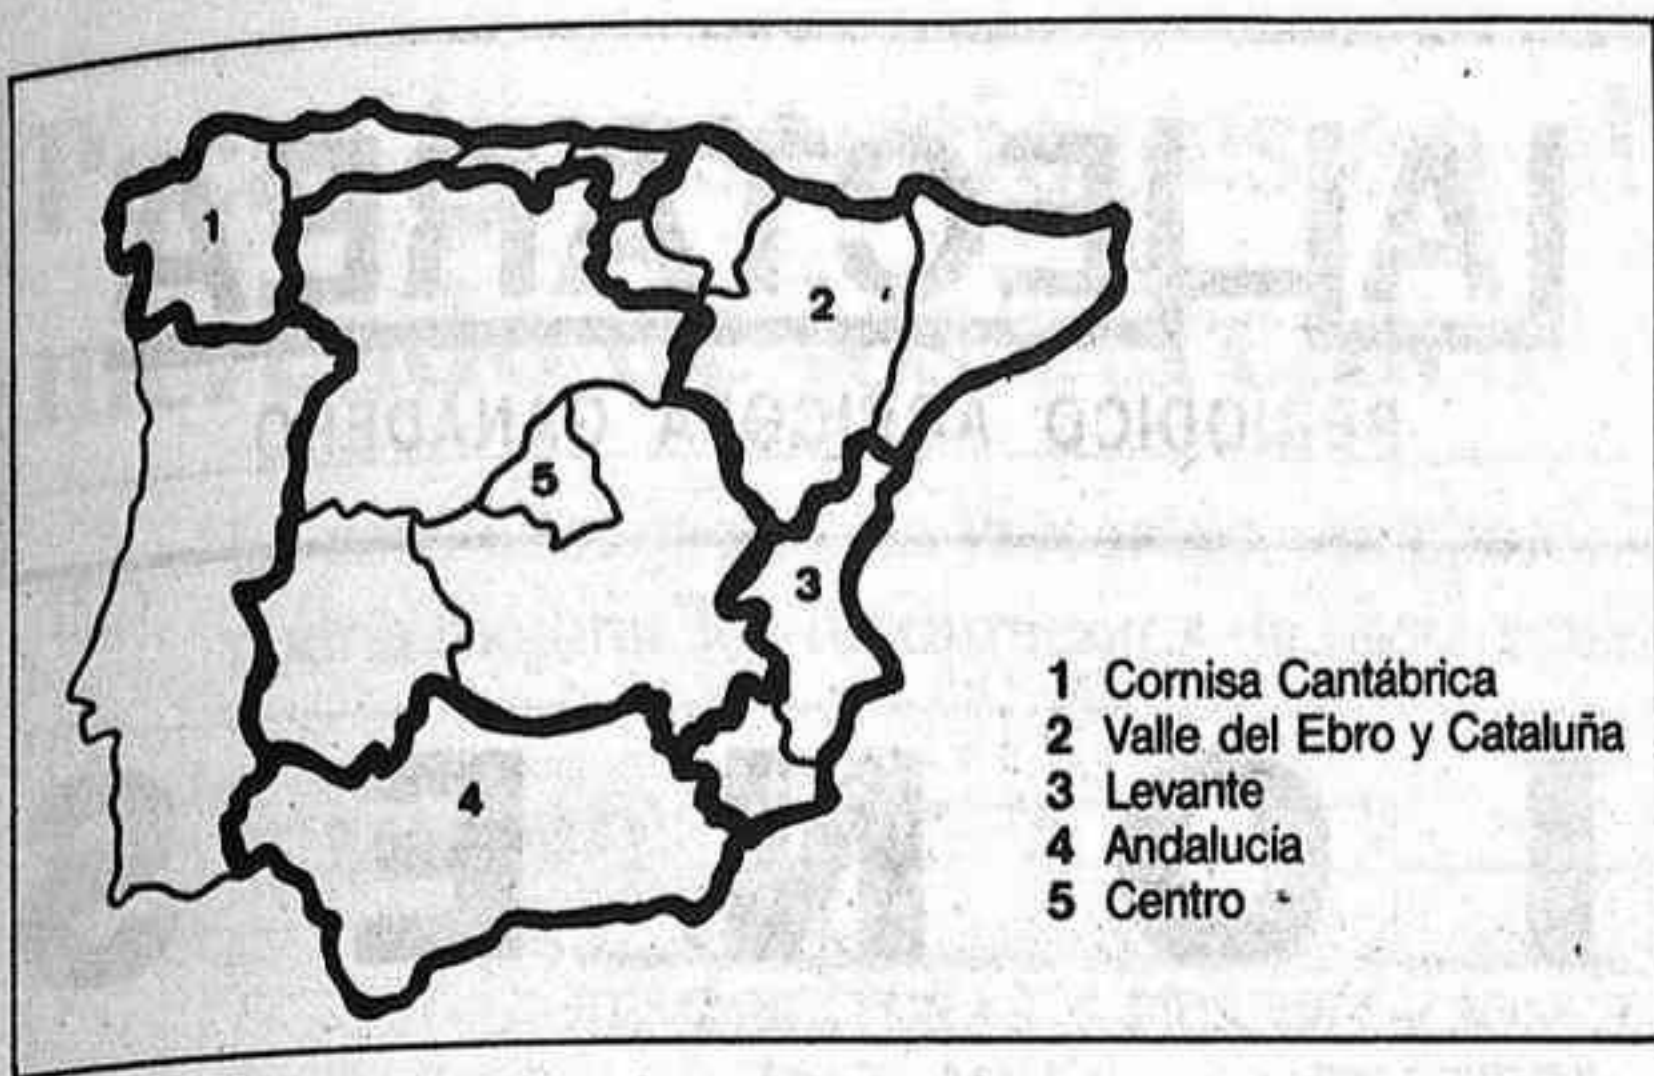 1
2
5
3
4
1 Cornisa Cantábrica
2 Valle del Ebro y Cataluña
3 Levante
4 Andalucía
5 Centro